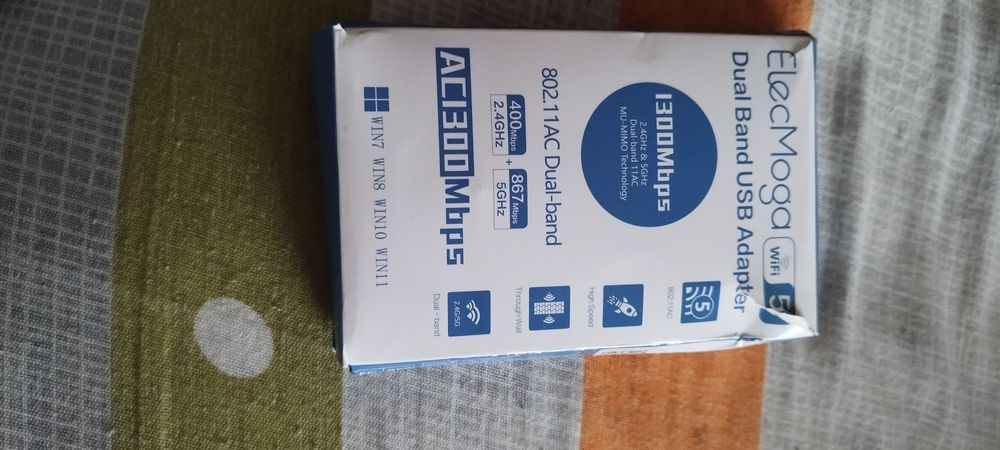 ElecMoga WiFi 5
Dual Band USB Adapter
1300Mbps
2.4GHz & 5GHz
Dual-band 11AC
MU-MIMO Technology
802.11AC
High Speed
802.11AC Dual-band
400Mbps
2.4GHz
+
867Mbps
5GHz
Through Wall
AC1300Mbps
2.4G/5G
Dual-band
WIN7 WIN8 WIN10 WIN11
5